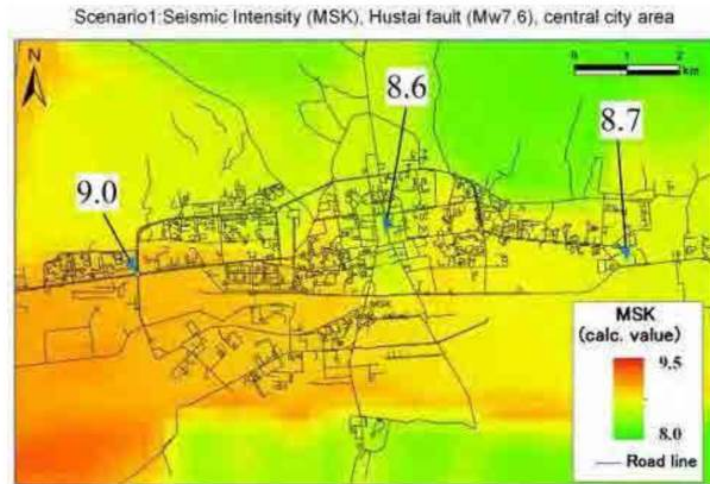 Scenario1:Seismic Intensity (MSK), Hustai fault (Mw7.6), central city area
N
0 1 2
km
8.6
8.7
9.0
MSK
(calc. value)
9.5
8.0
Road line